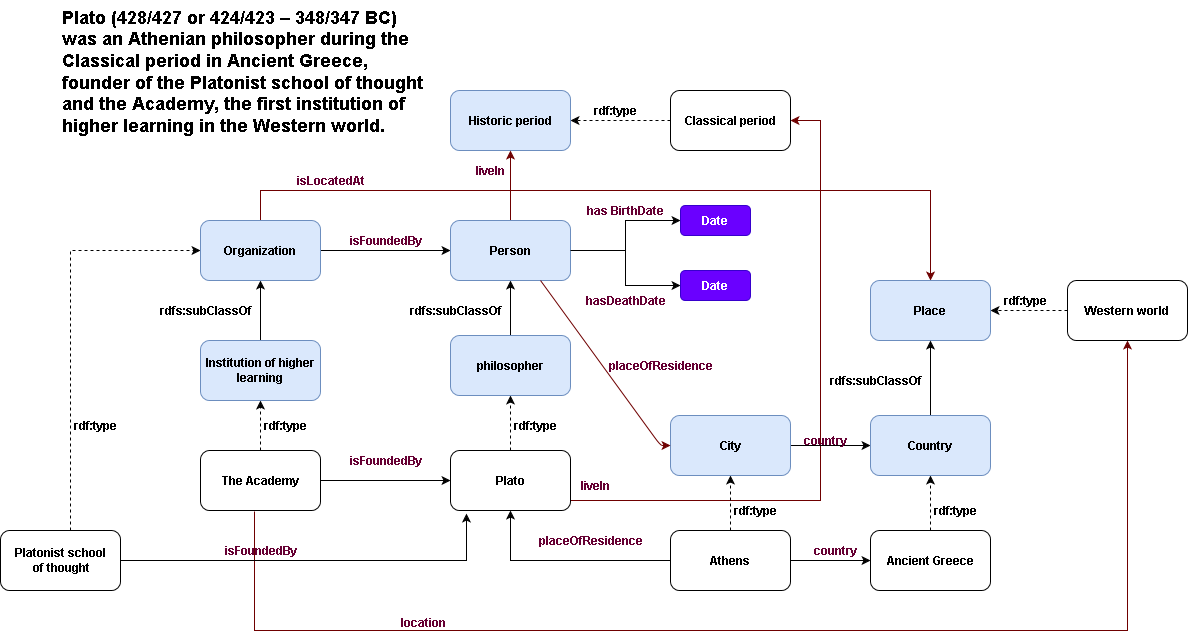 Plato (428/427 or 424/423 – 348/347 BC)
was an Athenian philosopher during the
Classical period in Ancient Greece,
founder of the Platonist school of thought
and the Academy, the first institution of
higher learning in the Western world.
Historic period
rdf:type
Classical period
liveIn
isLocatedAt
has BirthDate
Date
Organization
isFoundedBy
Person
hasDeathDate
Date
rdfs:subClassOf
rdfs:subClassOf
Place
rdf:type
Western world
Institution of higher
learning
philosopher
placeOfResidence
rdfs:subClassOf
rdf:type
rdf:type
rdf:type
City
country
Country
The Academy
isFoundedBy
Plato
liveIn
rdf:type
rdf:type
Platonist school
of thought
isFoundedBy
placeOfResidence
Athens
country
Ancient Greece
location